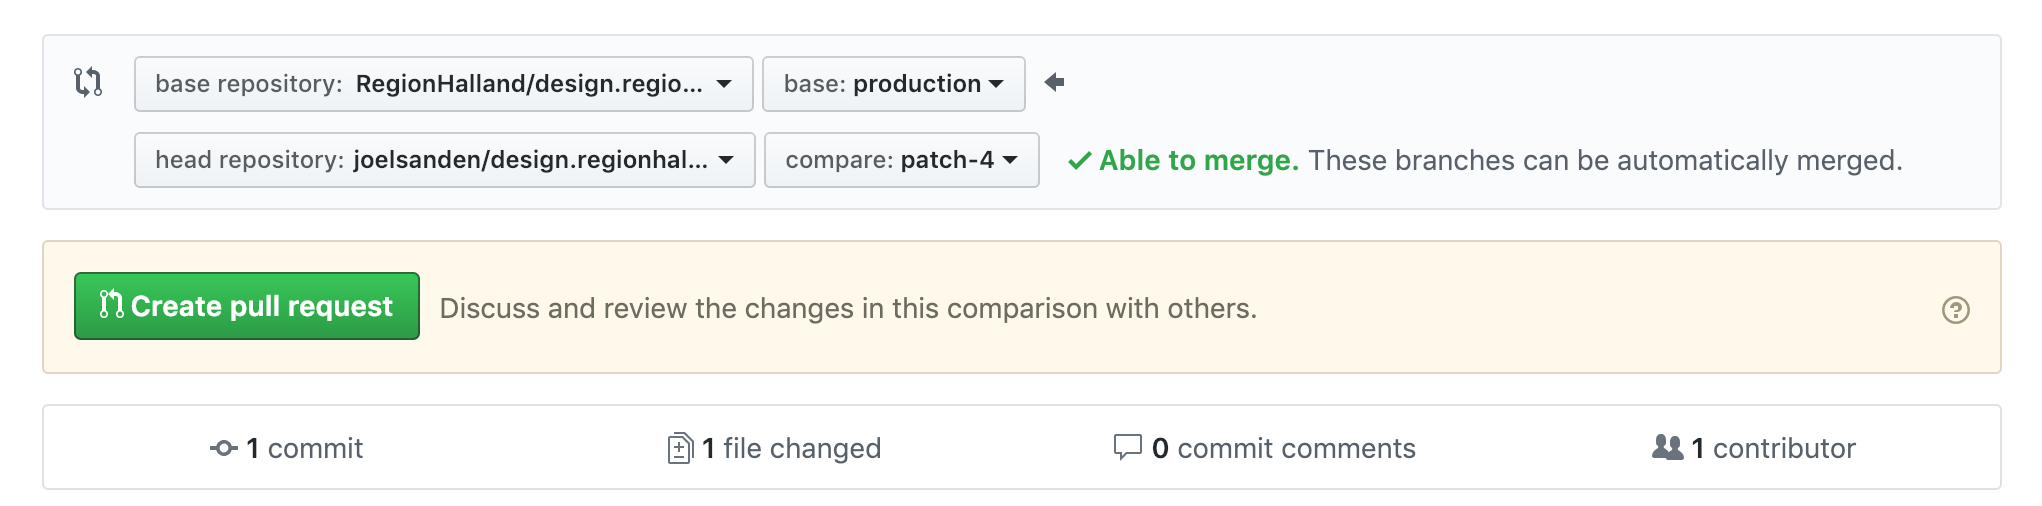 base repository: RegionHalland/design.regio... base: production
head repository: joelsanden/design.regionhal... compare: patch-4 Able to merge. These branches can be automatically merged.
Create pull request Discuss and review the changes in this comparison with others.
1 commit 1 file changed 0 commit comments 1 contributor